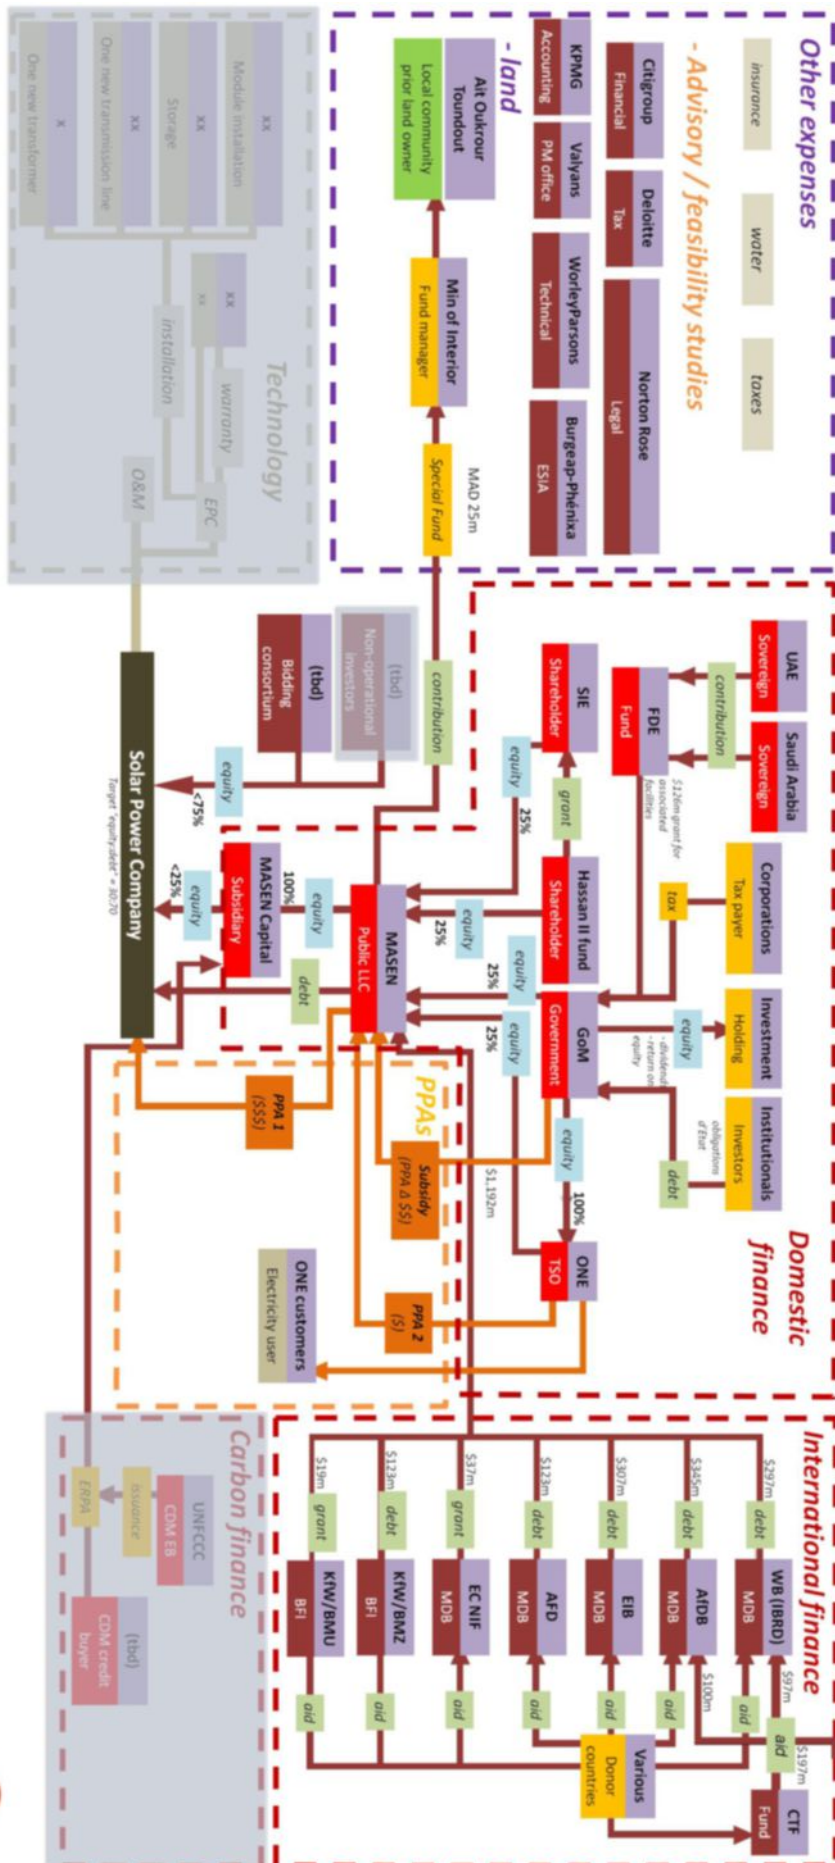 Other expenses
insurance
water
taxes
- Advisory / feasibility studies
Citigroup
Financial
Deloitte
Tax
Norton Rose
Legal
KPMG
Accounting
Valyans
PM office
WorleyParsons
Technical
Burgeap-Phénixa
ESIA
- land
Ait Oukrour
Toundout
Local community
prior land owner
Min of Interior
Fund manager
MAD 25m
Special Fund
contribution
Technology
xx
Module installation
xx
Storage
xx
One new transmission line
x
One new transformer
xx
xx
warranty
installation
EPC
O&M
Domestic
finance
UAE
Sovereign
Saudi Arabia
Sovereign
contribution
FDE
Fund
$126m grant for
associated
facilities
Corporations
Tax payer
tax
Investment
Holding
equity
- dividends
- return on
equity
Institutionals
Investors
obligations
d'Etat
debt
SIE
Shareholder
grant
Hassan II fund
Shareholder
GoM
Government
equity
100%
ONE
TSO
equity
25%
equity
25%
equity
25%
equity
25%
MASEN
Public LLC
equity
100%
debt
MASEN Capital
Subsidiary
equity
<25%
(tbd)
Non-operational
investors
(tbd)
Bidding
consortium
equity
<75%
Solar Power Company
Target "equity:debt" = 30:70
PPAs
$1,192m
Subsidy
(PPA Δ $$)
PPA 1
($$$)
PPA 2
($)
ONE customers
Electricity user
International finance
$297m
debt
WB (IBRD)
MDB
$97m
aid
$197m
CTF
Fund
$345m
debt
AfDB
MDB
$100m
aid
aid
$307m
debt
EIB
MDB
aid
Various
Donor
countries
$123m
debt
AFD
MDB
aid
$37m
grant
EC NIF
MDB
aid
$123m
debt
KfW/BMZ
BFI
aid
$19m
grant
KfW/BMU
BFI
aid
Carbon finance
UNFCCC
CDM EB
issuance
ERPA
(tbd)
CDM credit
buyer